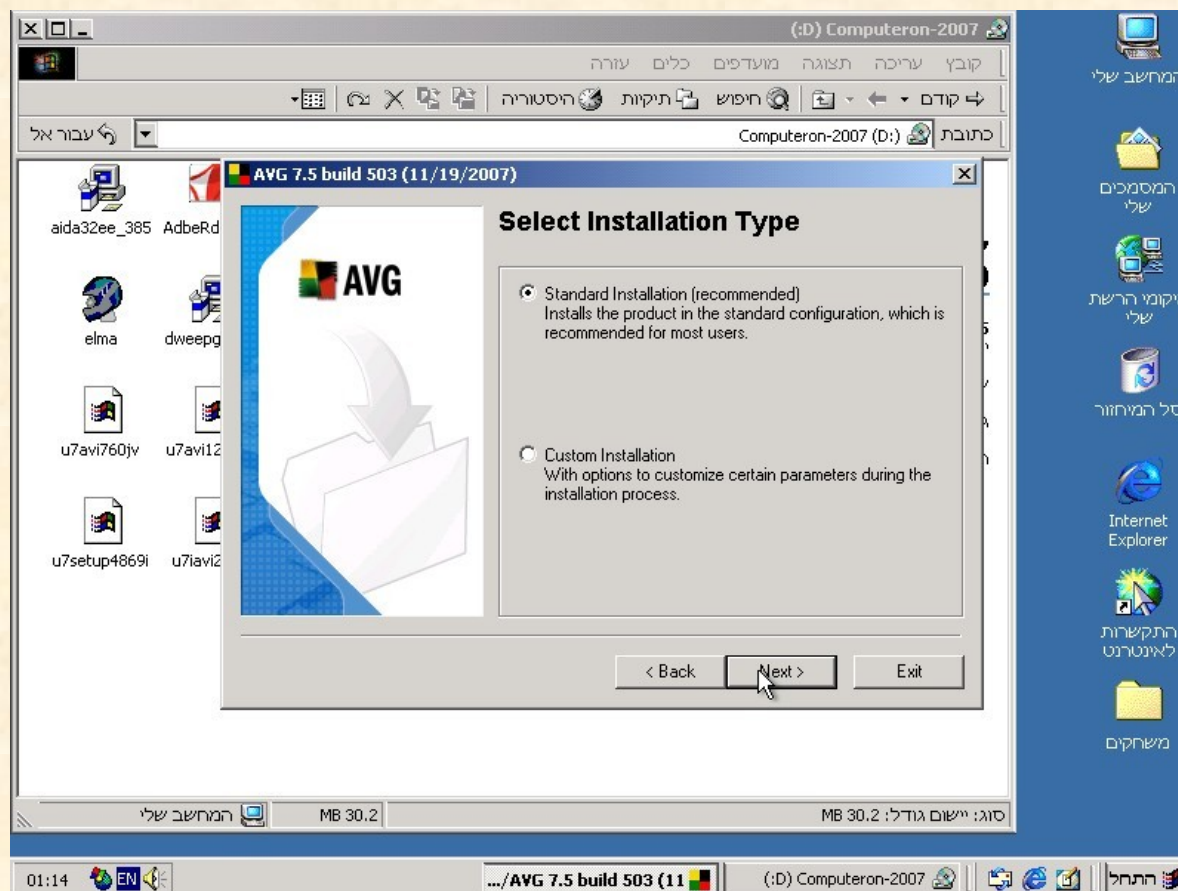 (:D) Computeron-2007
קובץ עריכה תצוגה מועדפים כלים עזרה
קודם חיפוש תיקיות היסטוריה
כתובת Computeron-2007 (D:) עבור אל
aida32ee_385
AdbeRd
elma
dweepg
u7avi760jv
u7avi12
u7setup4869i
u7iavi2
AVG 7.5 build 503 (11/19/2007)
AVG
Select Installation Type
Standard Installation (recommended)
Installs the product in the standard configuration, which is
recommended for most users.
Custom Installation
With options to customize certain parameters during the
installation process.
< Back
Next >
Exit
סוג: יישום גודל: 30.2 MB
MB 30.2
המחשב שלי
המחשב שלי
המסמכים
שלי
שלי
סל המיחזור
Internet
Explorer
התקשרות
לאינטרנט
משחקים
התחל
(:D) Computeron-2007
.../AVG 7.5 build 503 (11
EN
01:14